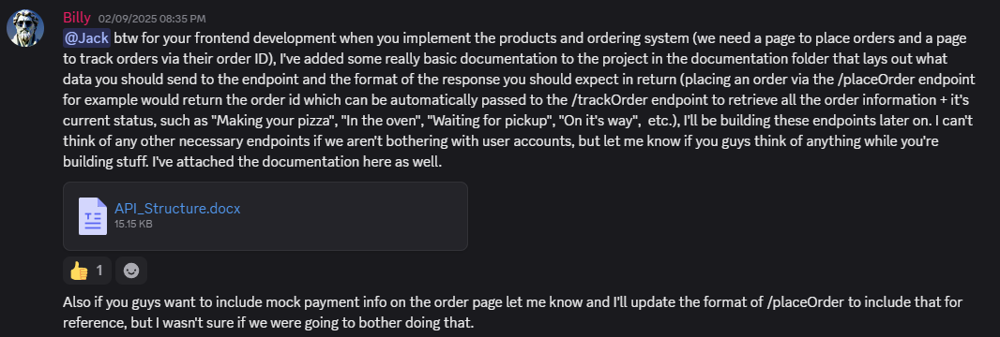 Billy 02/09/2025 08:35 PM
@Jack btw for your frontend development when you implement the products and ordering system (we need a page to place orders and a page
to track orders via their order ID), I've added some really basic documentation to the project in the documentation folder that lays out what
data you should send to the endpoint and the format of the response you should expect in return (placing an order via the /placeOrder endpoint
for example would return the order id which can be automatically passed to the /trackOrder endpoint to retrieve all the order information + it's
current status, such as "Making your pizza", "In the oven", "Waiting for pickup", "On it's way",  etc.), I'll be building these endpoints later on. I can't
think of any other necessary endpoints if we aren't bothering with user accounts, but let me know if you guys think of anything while you're
building stuff. I've attached the documentation here as well.
API_Structure.docx
15.15 KB
1
Also if you guys want to include mock payment info on the order page let me know and I'll update the format of /placeOrder to include that for
reference, but I wasn't sure if we were going to bother doing that.